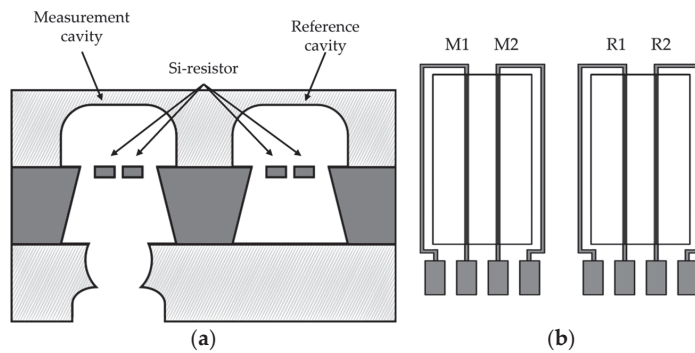 Measurement
cavity
Reference
cavity
Si-resistor
M1 M2 R1 R2
(a) (b)